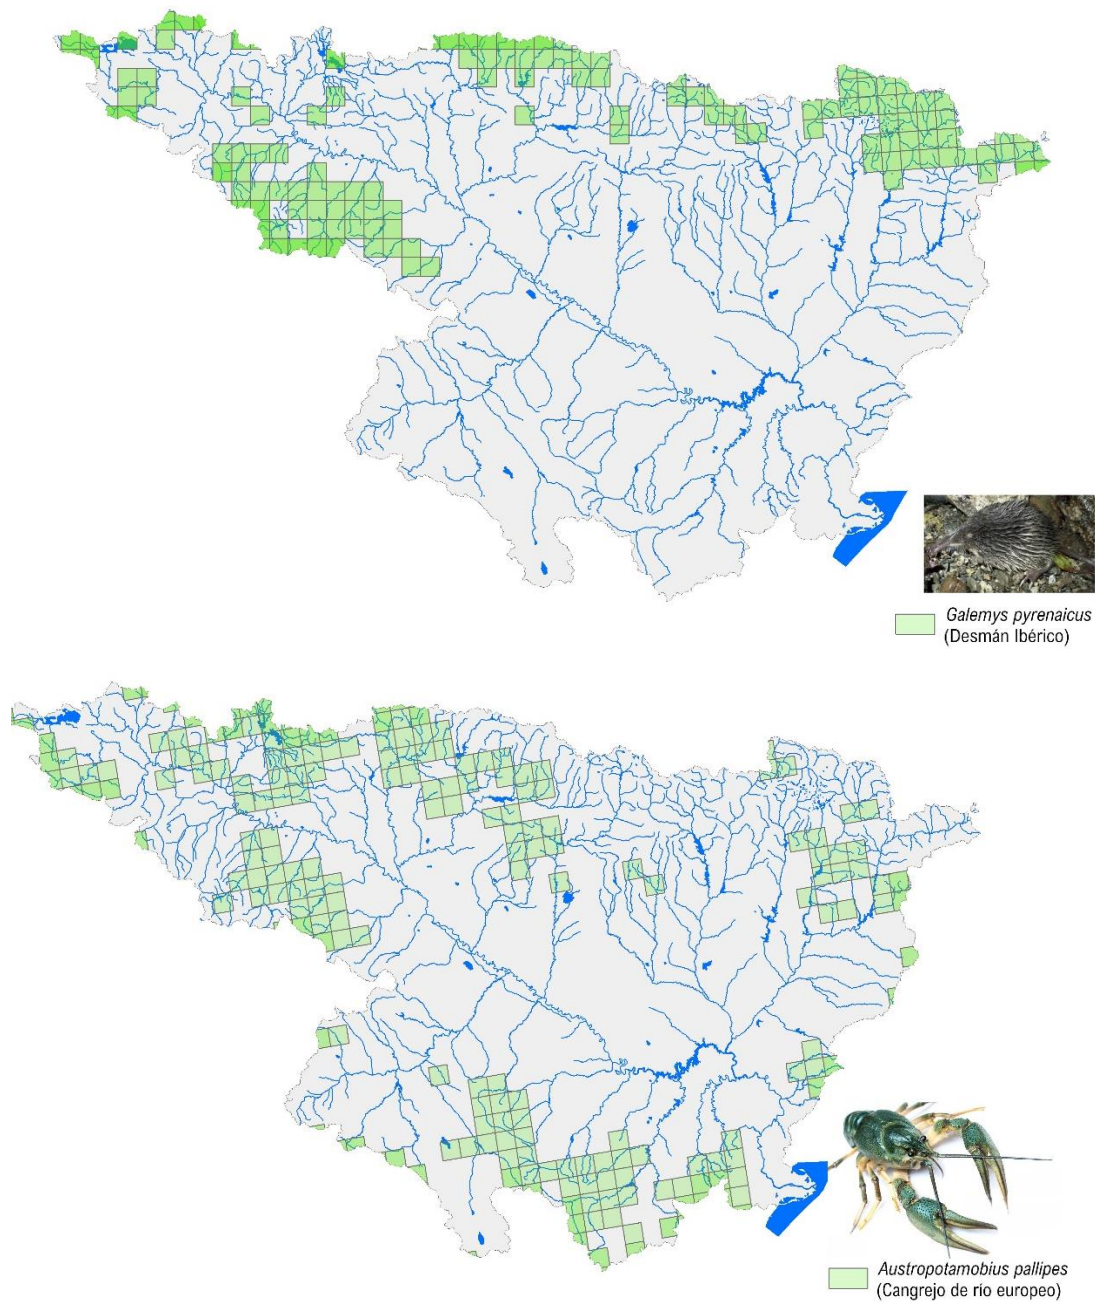 Galemys pyrenaicus
(Desmán Ibérico)
Austropotamobius pallipes
(Cangrejo de río europeo)